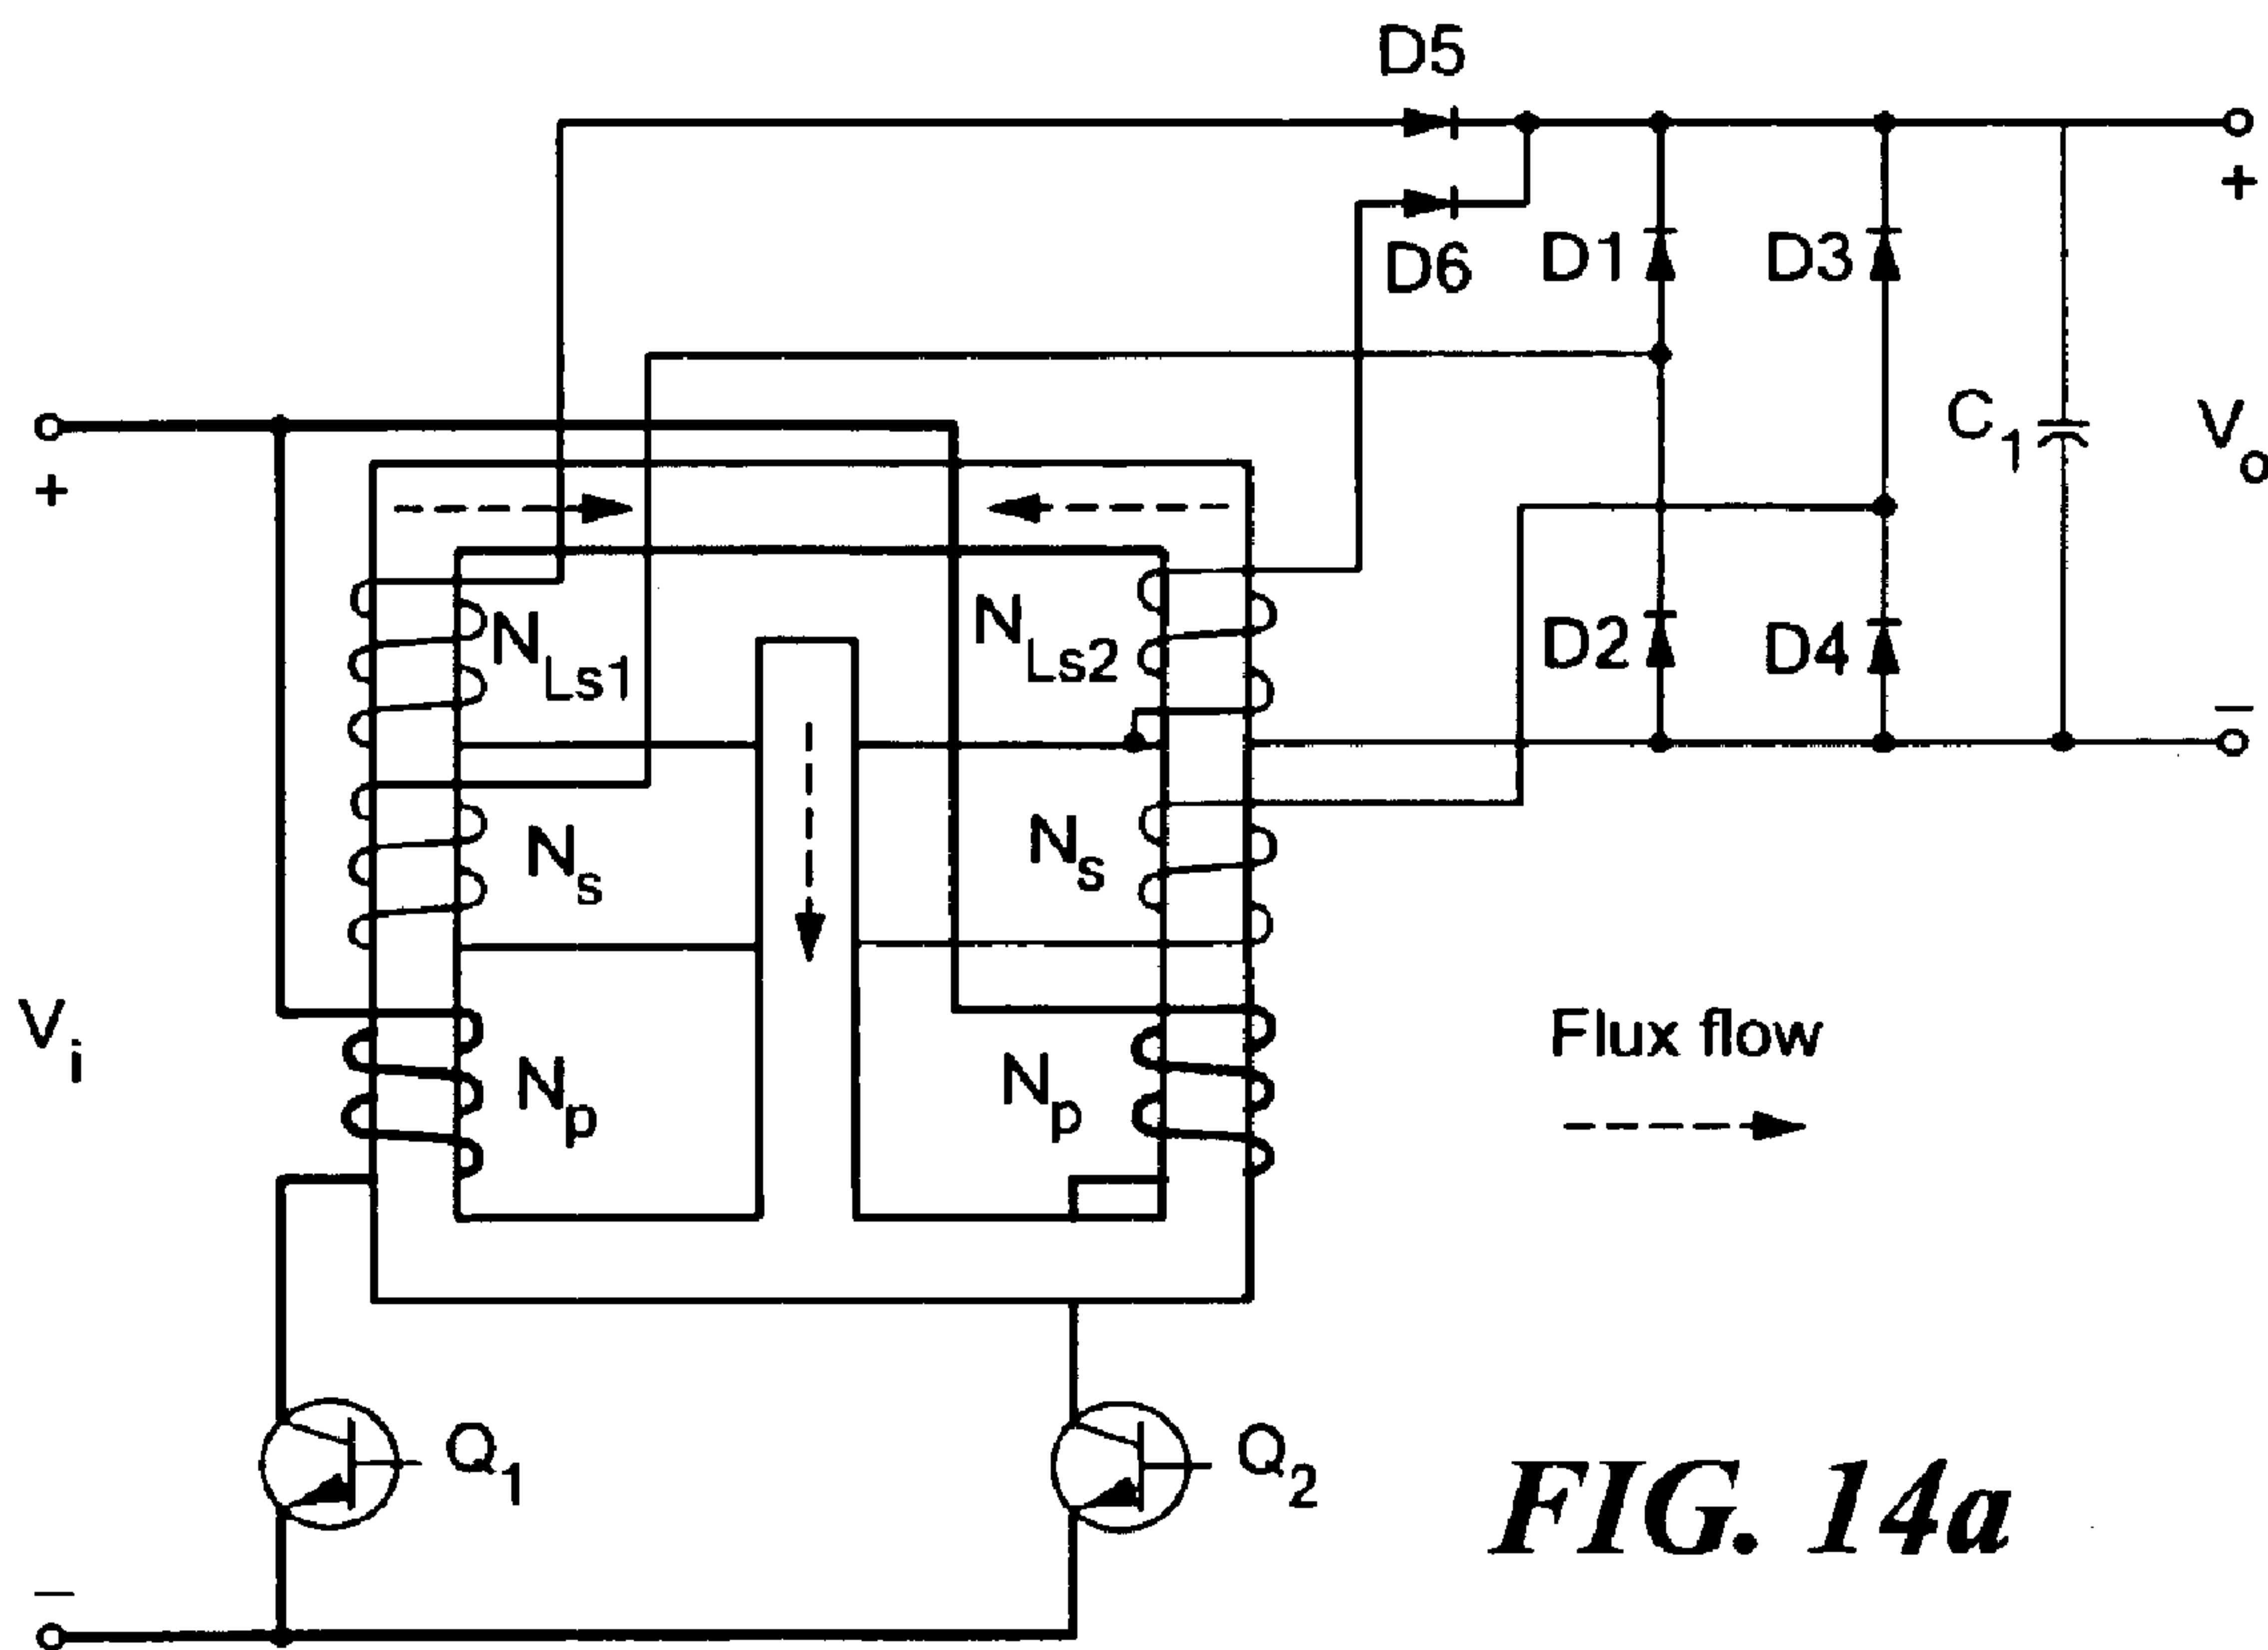 D5
+
D6
D1
D3
+
C1
Vo
NLs1
NLs2
D2
D4
−
Ns
Ns
Vi
Np
Np
Flux flow
Q1
Q2
FIG. 14a
−